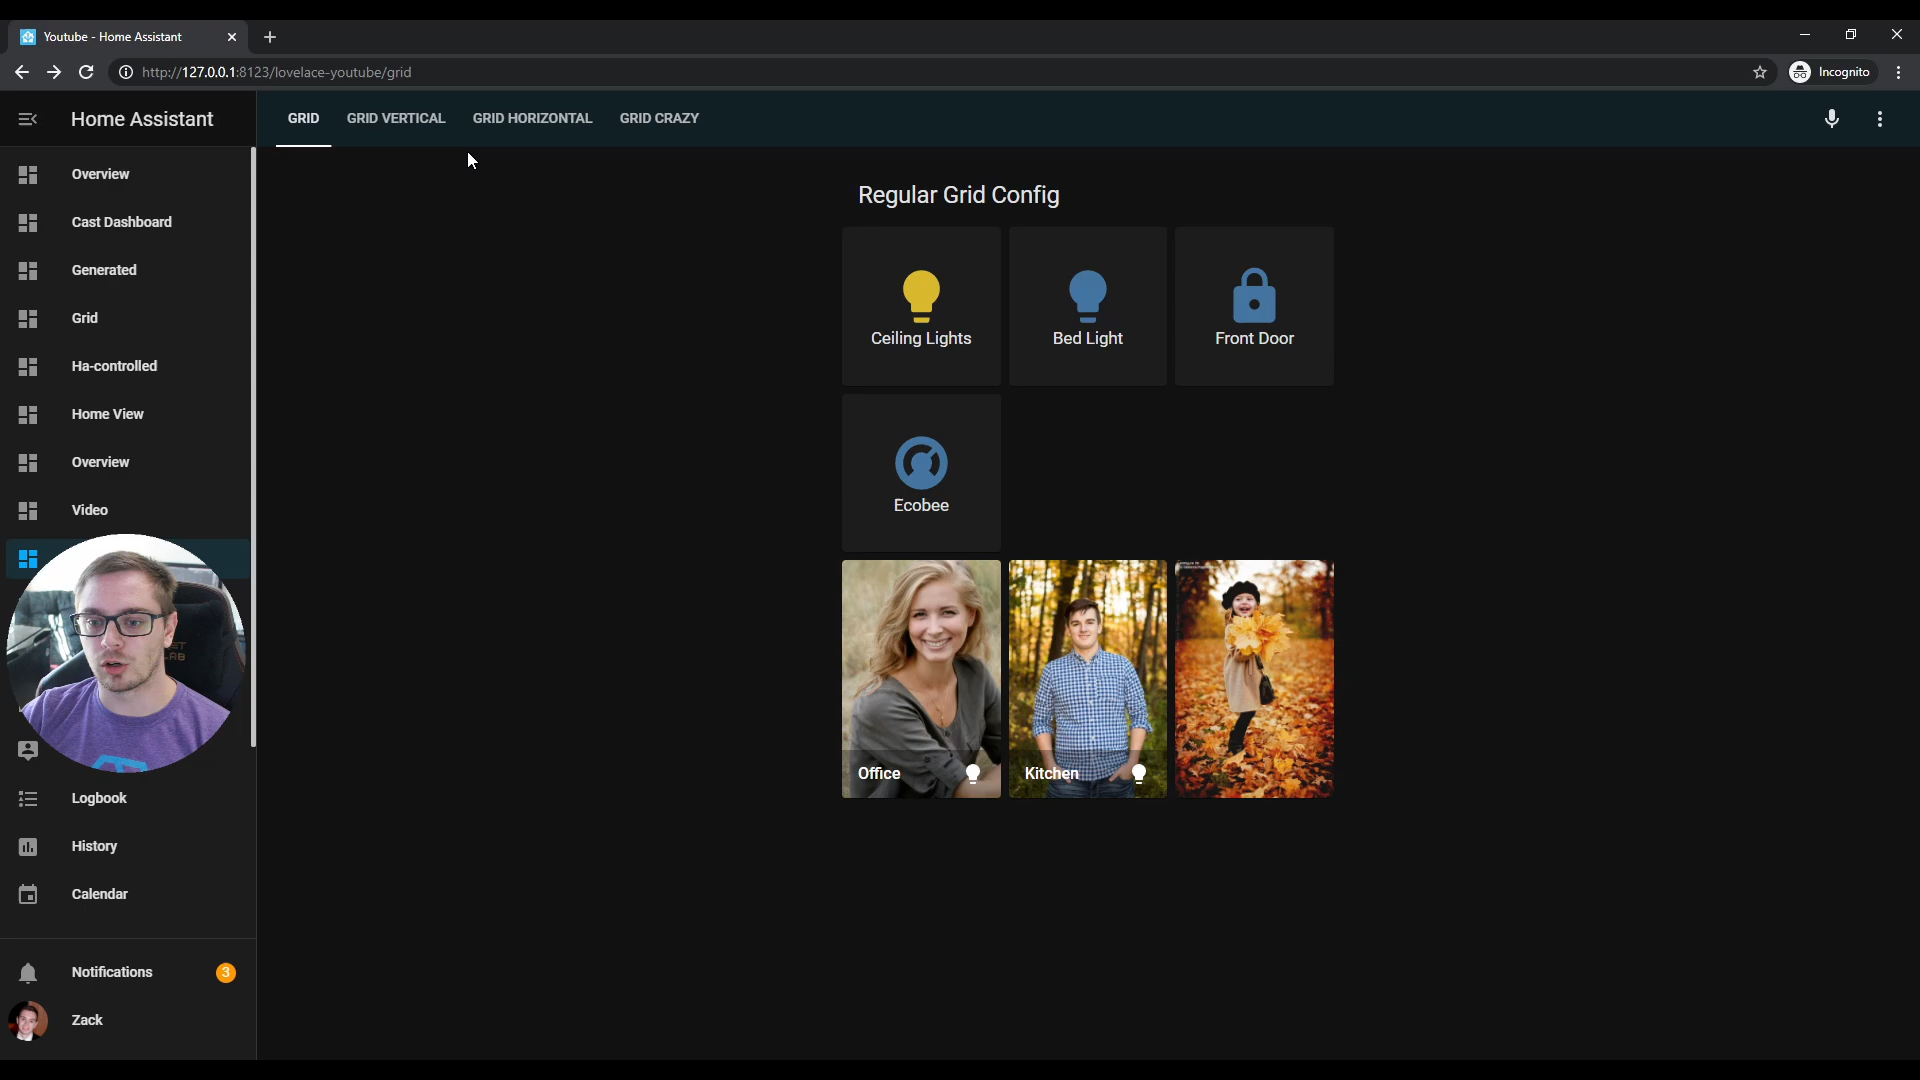 Youtube - Home Assistant
http://127.0.0.1:8123/lovelace-youtube/grid
Incognito
Home Assistant
GRID
GRID VERTICAL
GRID HORIZONTAL
GRID CRAZY
Overview
Cast Dashboard
Generated
Grid
Ha-controlled
Home View
Overview
Video
Logbook
History
Calendar
Notifications
3
Zack
Regular Grid Config
Ceiling Lights
Bed Light
Front Door
Ecobee
Office
Kitchen